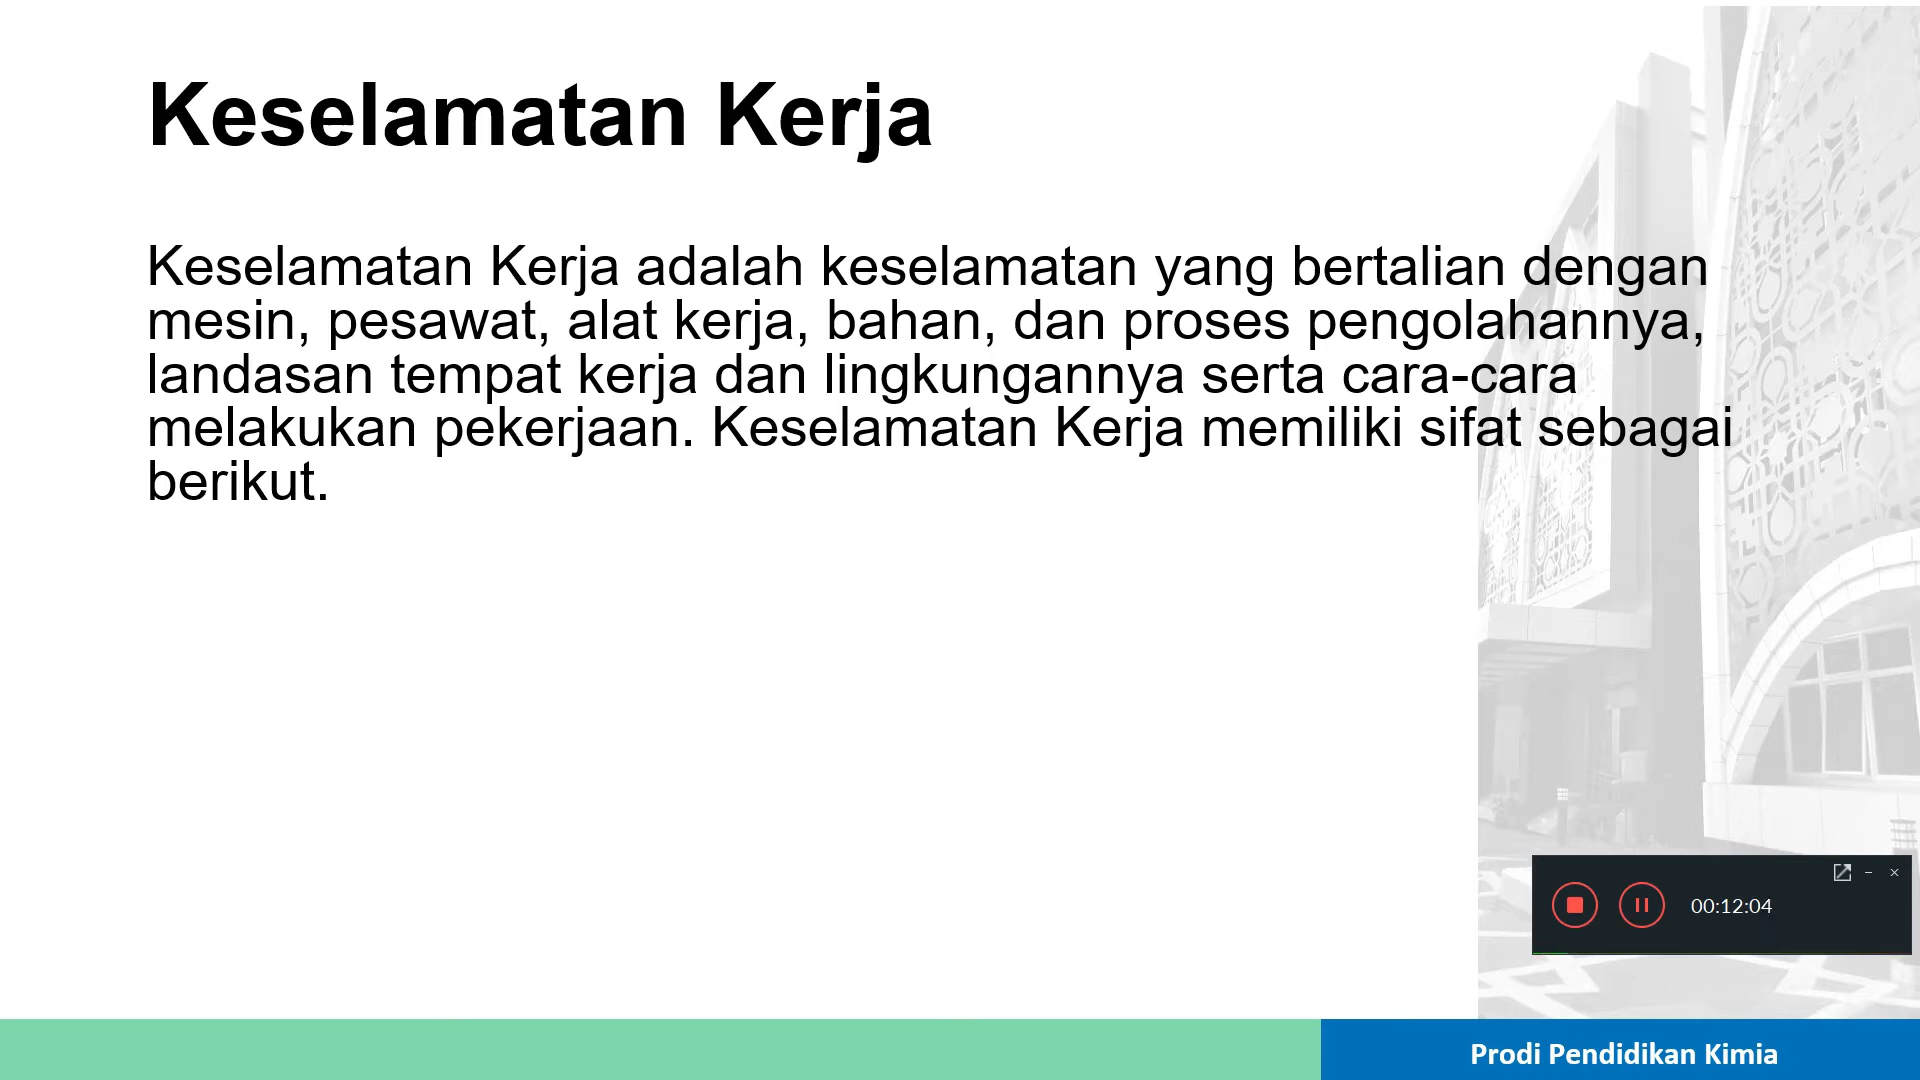 Keselamatan Kerja
Keselamatan Kerja adalah keselamatan yang bertalian dengan
mesin, pesawat, alat kerja, bahan, dan proses pengolahannya,
landasan tempat kerja dan lingkungannya serta cara-cara
melakukan pekerjaan. Keselamatan Kerja memiliki sifat sebagai
berikut.
00:12:04
Prodi Pendidikan Kimia